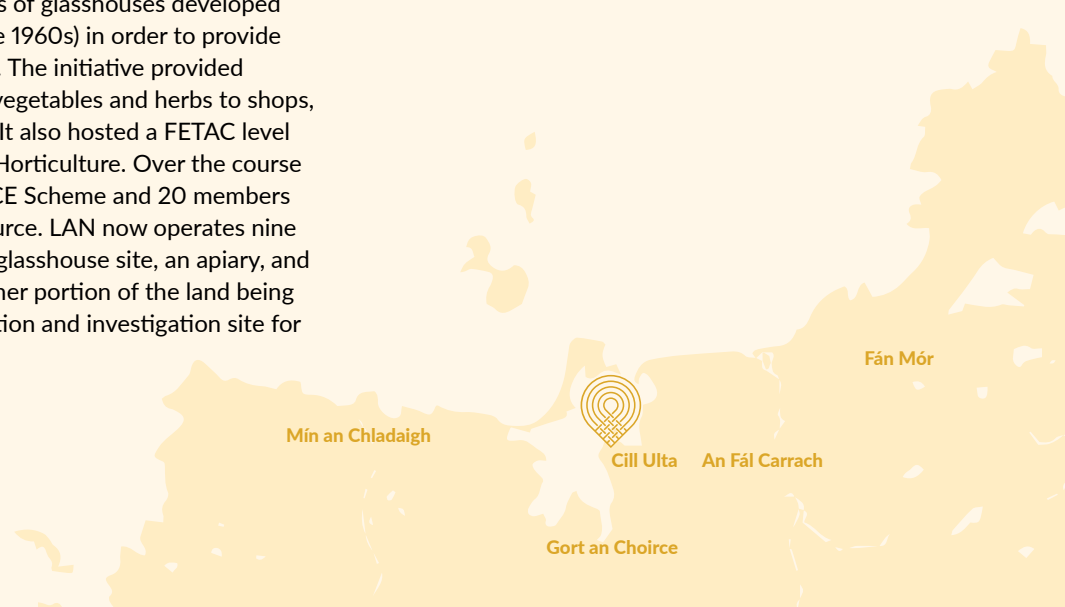 s of glasshouses developed
e 1960s) in order to provide
. The initiative provided
vegetables and herbs to shops,
It also hosted a FETAC level
Horticulture. Over the course
CE Scheme and 20 members
urce. LAN now operates nine
glasshouse site, an apiary, and
her portion of the land being
tion and investigation site for
Fán Mór
Mín an Chladaigh
Cill Ulta
An Fál Carrach
Gort an Choirce